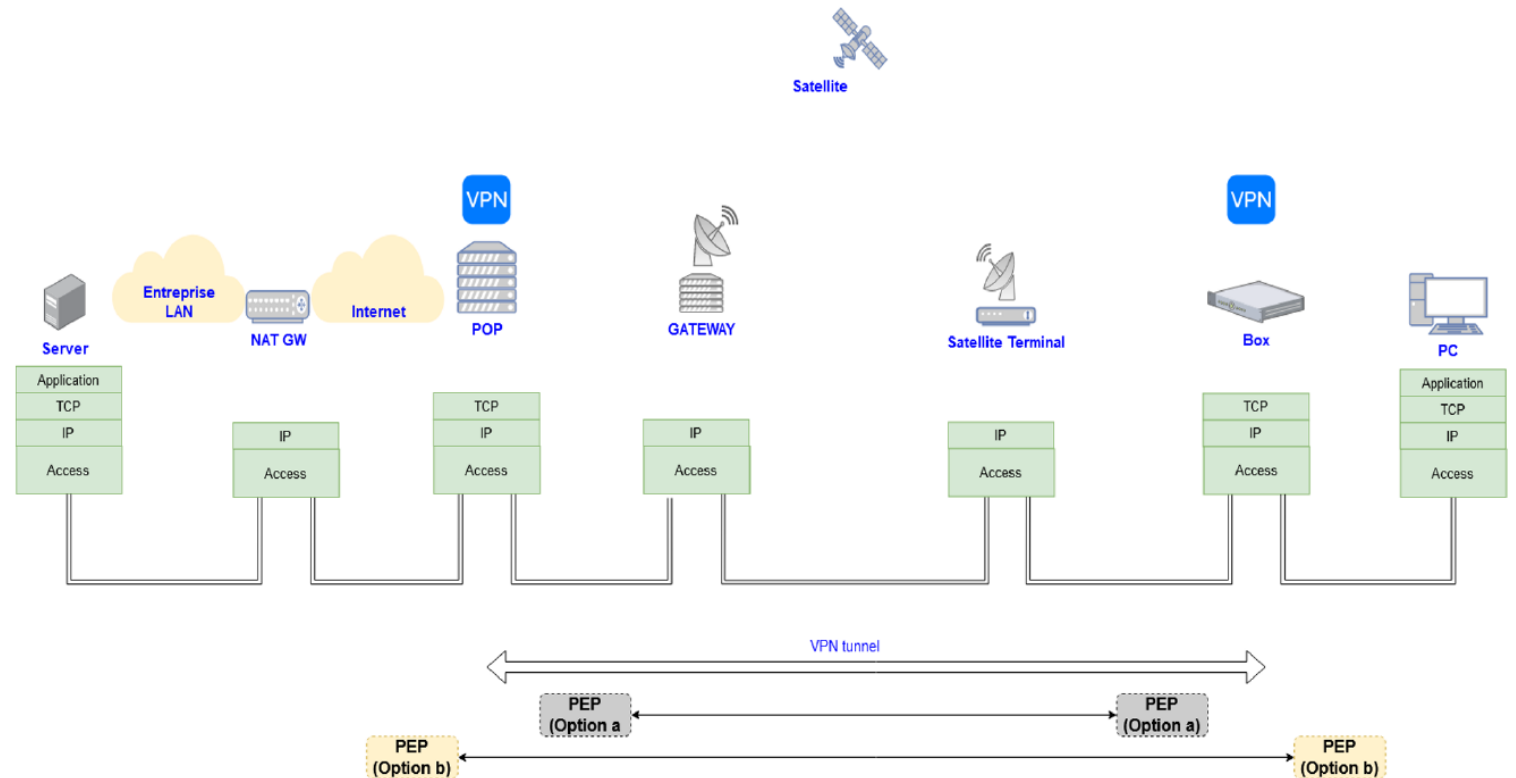 Satellite
VPN
VPN
Entreprise
LAN
Internet
Server
NAT GW
POP
GATEWAY
Satellite Terminal
Box
PC
Application
TCP
IP
Access
IP
Access
TCP
IP
Access
IP
Access
IP
Access
TCP
IP
Access
Application
TCP
IP
Access
VPN tunnel
PEP
(Option a
PEP
(Option a)
PEP
(Option b)
PEP
(Option b)